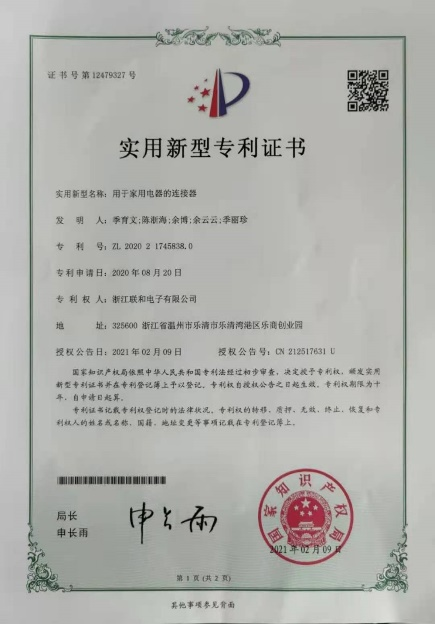 证书号第12479327号
实用新型专利证书
实用新型名称：用于家用电器的连接器
发 明 人：季育文;陈浙海;余博;余云云;李丽珍
专 利 号：ZL 2020 2 1745838.0
专利申请日：2020年08月20日
专 利 权 人：浙江联和电子有限公司
地 址：325600 浙江省温州市乐清市乐清湾港区乐商创业园
授权公告日：2021年02月09日 授权公告号：CN 212517631 U
国家知识产权局依照中华人民共和国专利法经过初步审查，决定授予专利权，颁发实用
新型专利证书并在专利登记簿上予以登记。专利权自授权公告之日起生效。专利权期限为十
年，自申请日起算。
专利证书记载专利权登记时的法律状况。专利权的转移、质押、无效、终止、恢复和专
利权人的姓名或名称、国籍、地址变更等事项记载在专利登记簿上。
局长
申长雨
申长雨
国家知识产权局
2021年02月09日
第 1 页 (共 2 页)
其他事项参见背面